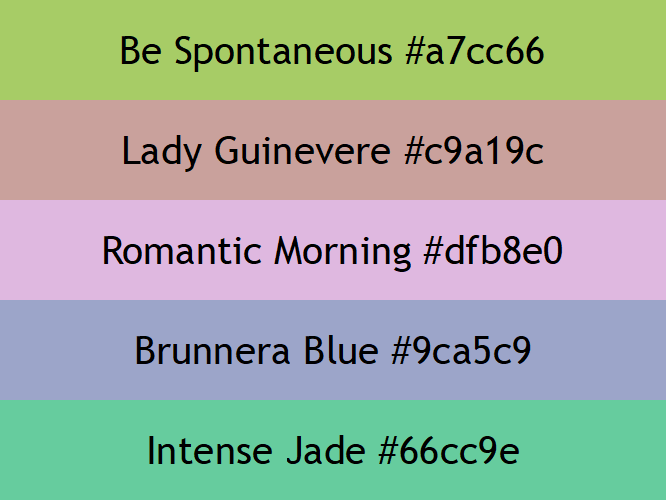 Be Spontaneous #a7cc66
Lady Guinevere #c9a19c
Romantic Morning #dfb8e0
Brunnera Blue #9ca5c9
Intense Jade #66cc9e